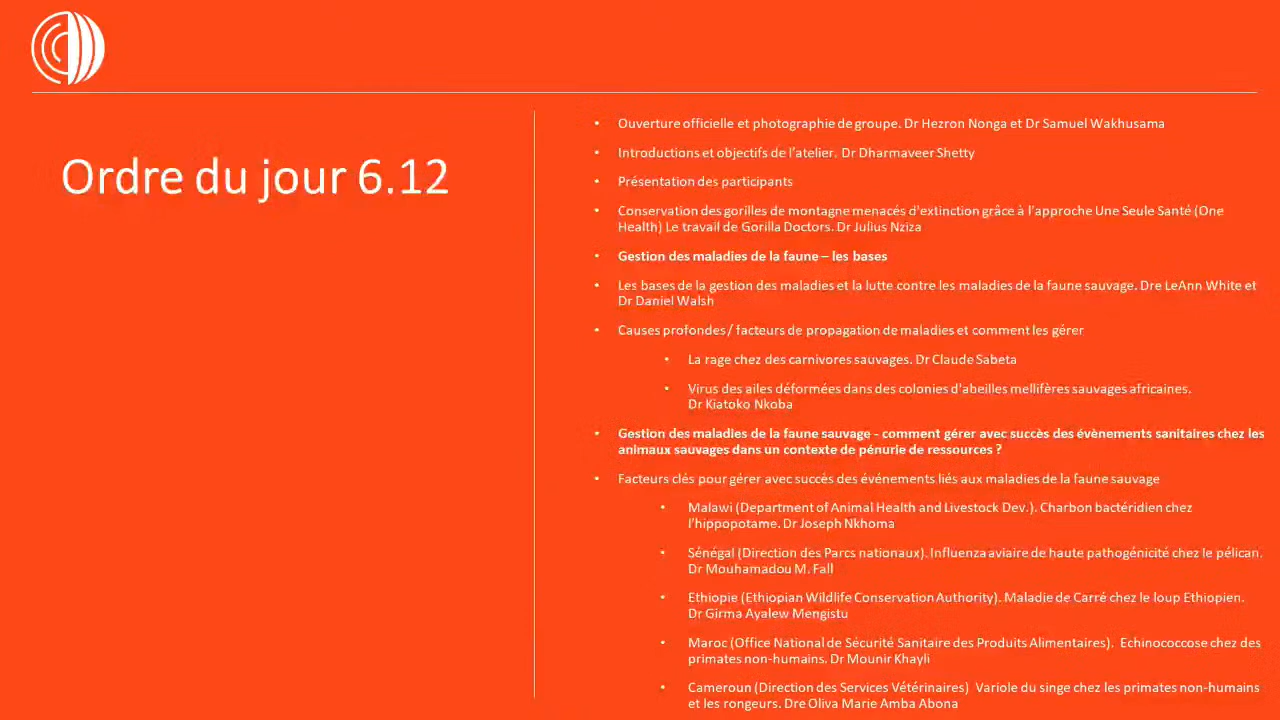 Ordre du jour 6.12
• Ouverture officielle et photographie de groupe. Dr Hezron Nonga et Dr Samuel Wakhusama
• Introductions et objectifs de l'atelier. Dr Dharmaveer Shetty
• Présentation des participants
• Conservation des gorilles de montagne menacés d'extinction grâce à l'approche Une Seule Santé (One
Health) Le travail de Gorilla Doctors. Dr Julius Nziza
• Gestion des maladies de la faune – les bases
• Les bases de la gestion des maladies et la lutte contre les maladies de la faune sauvage. Dre LeAnn White et
Dr Daniel Walsh
• Causes profondes / facteurs de propagation de maladies et comment les gérer
• La rage chez des carnivores sauvages. Dr Claude Sabeta
• Virus des ailes déformées dans des colonies d'abeilles mellifères sauvages africaines.
Dr Kiatoko Nkoba
• Gestion des maladies de la faune sauvage - comment gérer avec succès des évènements sanitaires chez les
animaux sauvages dans un contexte de pénurie de ressources ?
• Facteurs clés pour gérer avec succès des événements liés aux maladies de la faune sauvage
• Malawi (Department of Animal Health and Livestock Dev.). Charbon bactéridien chez
l'hippopotame. Dr Joseph Nkhoma
• Sénégal (Direction des Parcs nationaux). Influenza aviaire de haute pathogénicité chez le pélican.
Dr Mouhamadou M. Fall
• Ethiopie (Ethiopian Wildlife Conservation Authority). Maladie de Carré chez le loup Ethiopien.
Dr Girma Ayalew Mengistu
• Maroc (Office National de Sécurité Sanitaire des Produits Alimentaires). Echinococcose chez des
primates non-humains. Dr Mounir Khayli
• Cameroun (Direction des Services Vétérinaires) Variole du singe chez les primates non-humains
et les rongeurs. Dre Oliva Marie Amba Abona